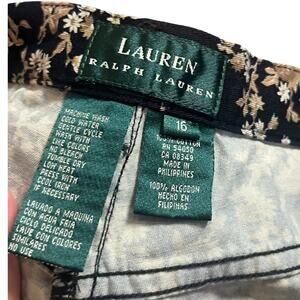 LAUREN
RALPH LAUREN
16
MACHINE WASH
COLD WATER
GENTLE CYCLE
WASH WITH
LIKE COLORS
NO BLEACH
TUMBLE DRY
LOW HEAT
PRESS WITH
COOL IRON
IF NECESSARY
LAVADO A MAQUINA
CON AGUA FRIA
CICLO DELICADO
LAVE CON COLORES
SIMILARES
100% COTTON
RN 54050
CA 08349
MADE IN
PHILIPPINES
100% ALGODON
HECHO EN
FILIPINAS